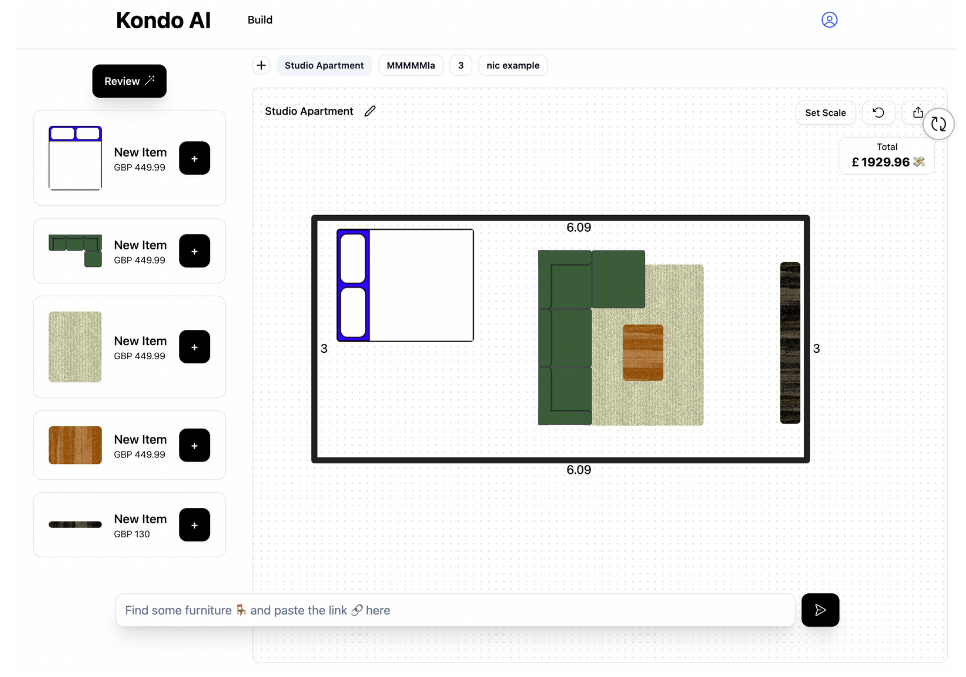 Kondo AI
Build
Review
Studio Apartment
MMMMMla
3
nic example
Studio Apartment
Set Scale
Total
£ 1929.96
New Item
GBP 449.99
New Item
GBP 449.99
New Item
GBP 449.99
New Item
GBP 449.99
New Item
GBP 130
6.09
3
3
6.09
Find some furniture 🪑 and paste the link 🔗 here